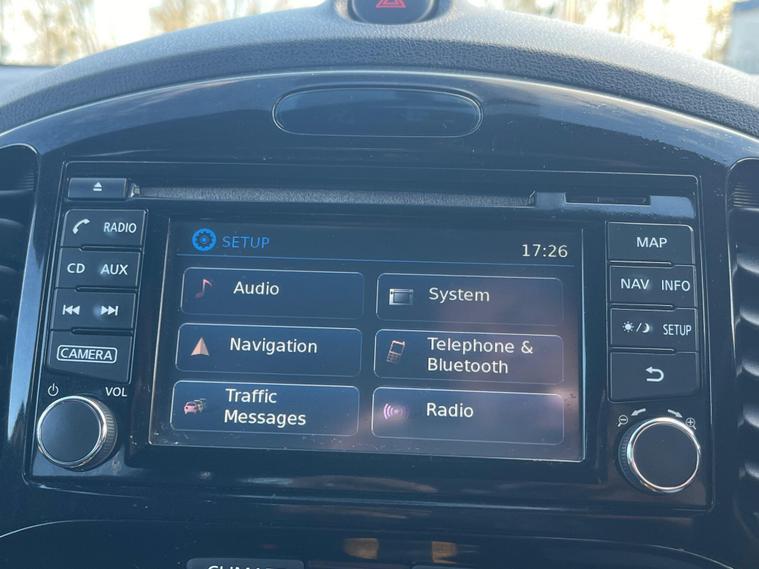 RADIO
CD AUX
CAMERA
VOL
SETUP
17:26
Audio
System
Navigation
Telephone &
Bluetooth
Traffic
Messages
Radio
MAP
NAV INFO
SETUP